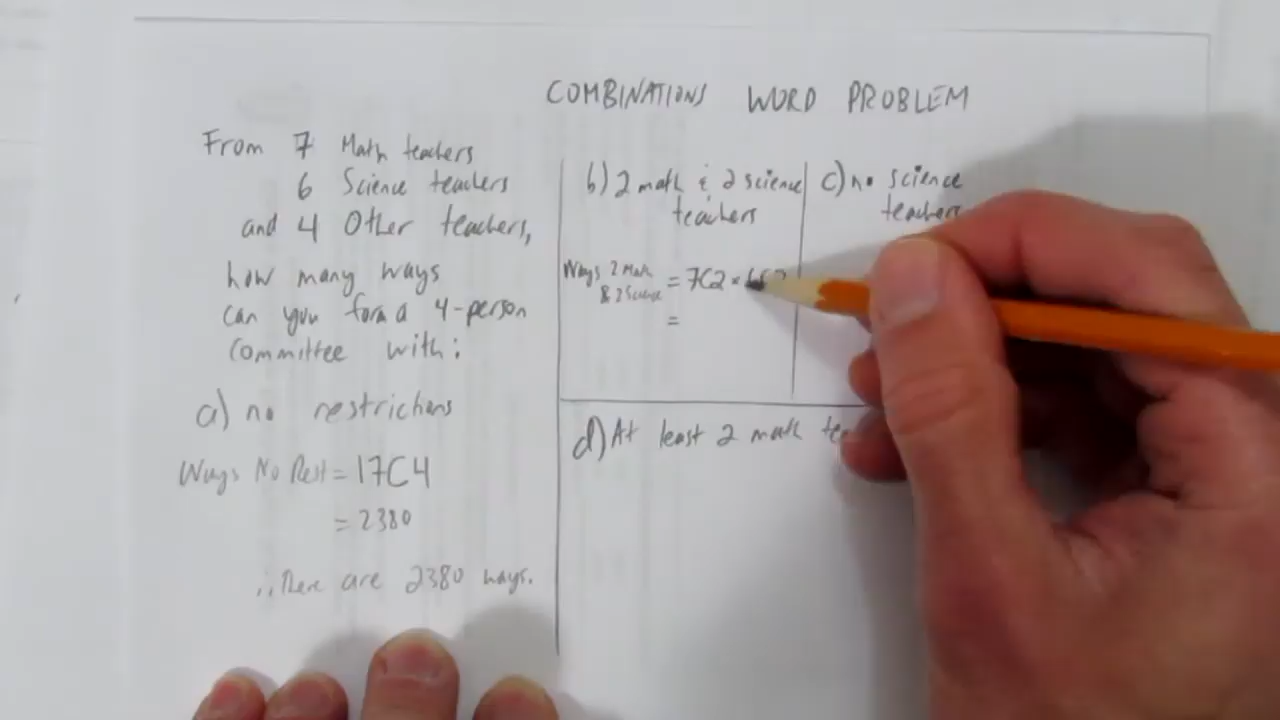 COMBINATIONS WORD PROBLEM
From 7 Math teachers
6 Science teachers
and 4 Other teachers,
how many ways
can you form a 4-person
Committee with:
a) no restrictions
Ways No Rest = 17C4
= 2380
∴ There are 2380 ways.
b) 2 math & 2 science
teachers
Ways 2 Math
& 2 Science = 7C2 ×
=
c) no science
teachers
d) At least 2 math